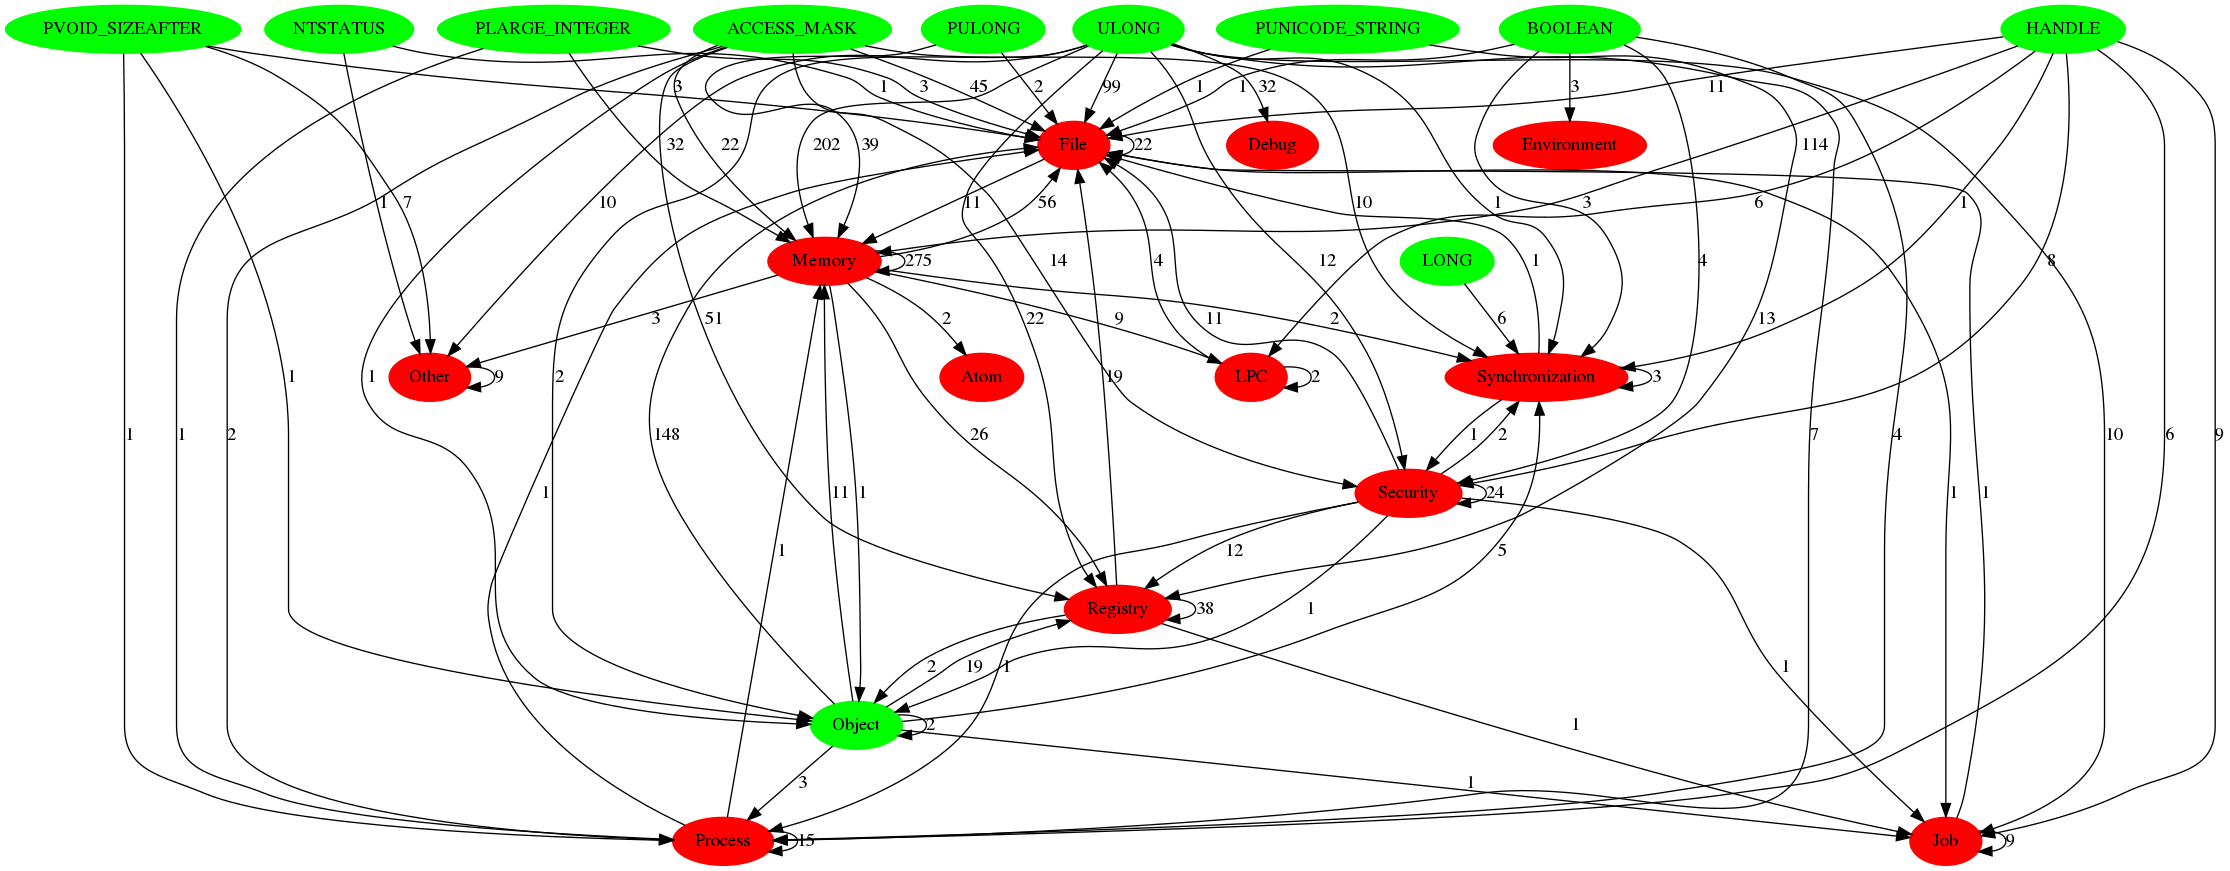 PVOID_SIZEAFTER NTSTATUS PLARGE_INTEGER ACCESS_MASK PULONG ULONG PUNICODE_STRING BOOLEAN HANDLE
3 1 3 45 2 99 1 1 32 3 11
File Debug Environment
32 22 202 39 22 114
1 7 10 11 56 10 1 3 6 1
Memory LONG
275 14 4 12 4 8
1 3 51 2 22 9 11 2 6 1 13
Other Atom LPC Synchronization
9 1 2 2 3
1 1 2 148 26 1 2 7 4 10 6 9
Security
1 11 1 24 1 1
12 5
Registry
38 1
2 19 1 1
Object
2 1
3 1
Process Job
15 9